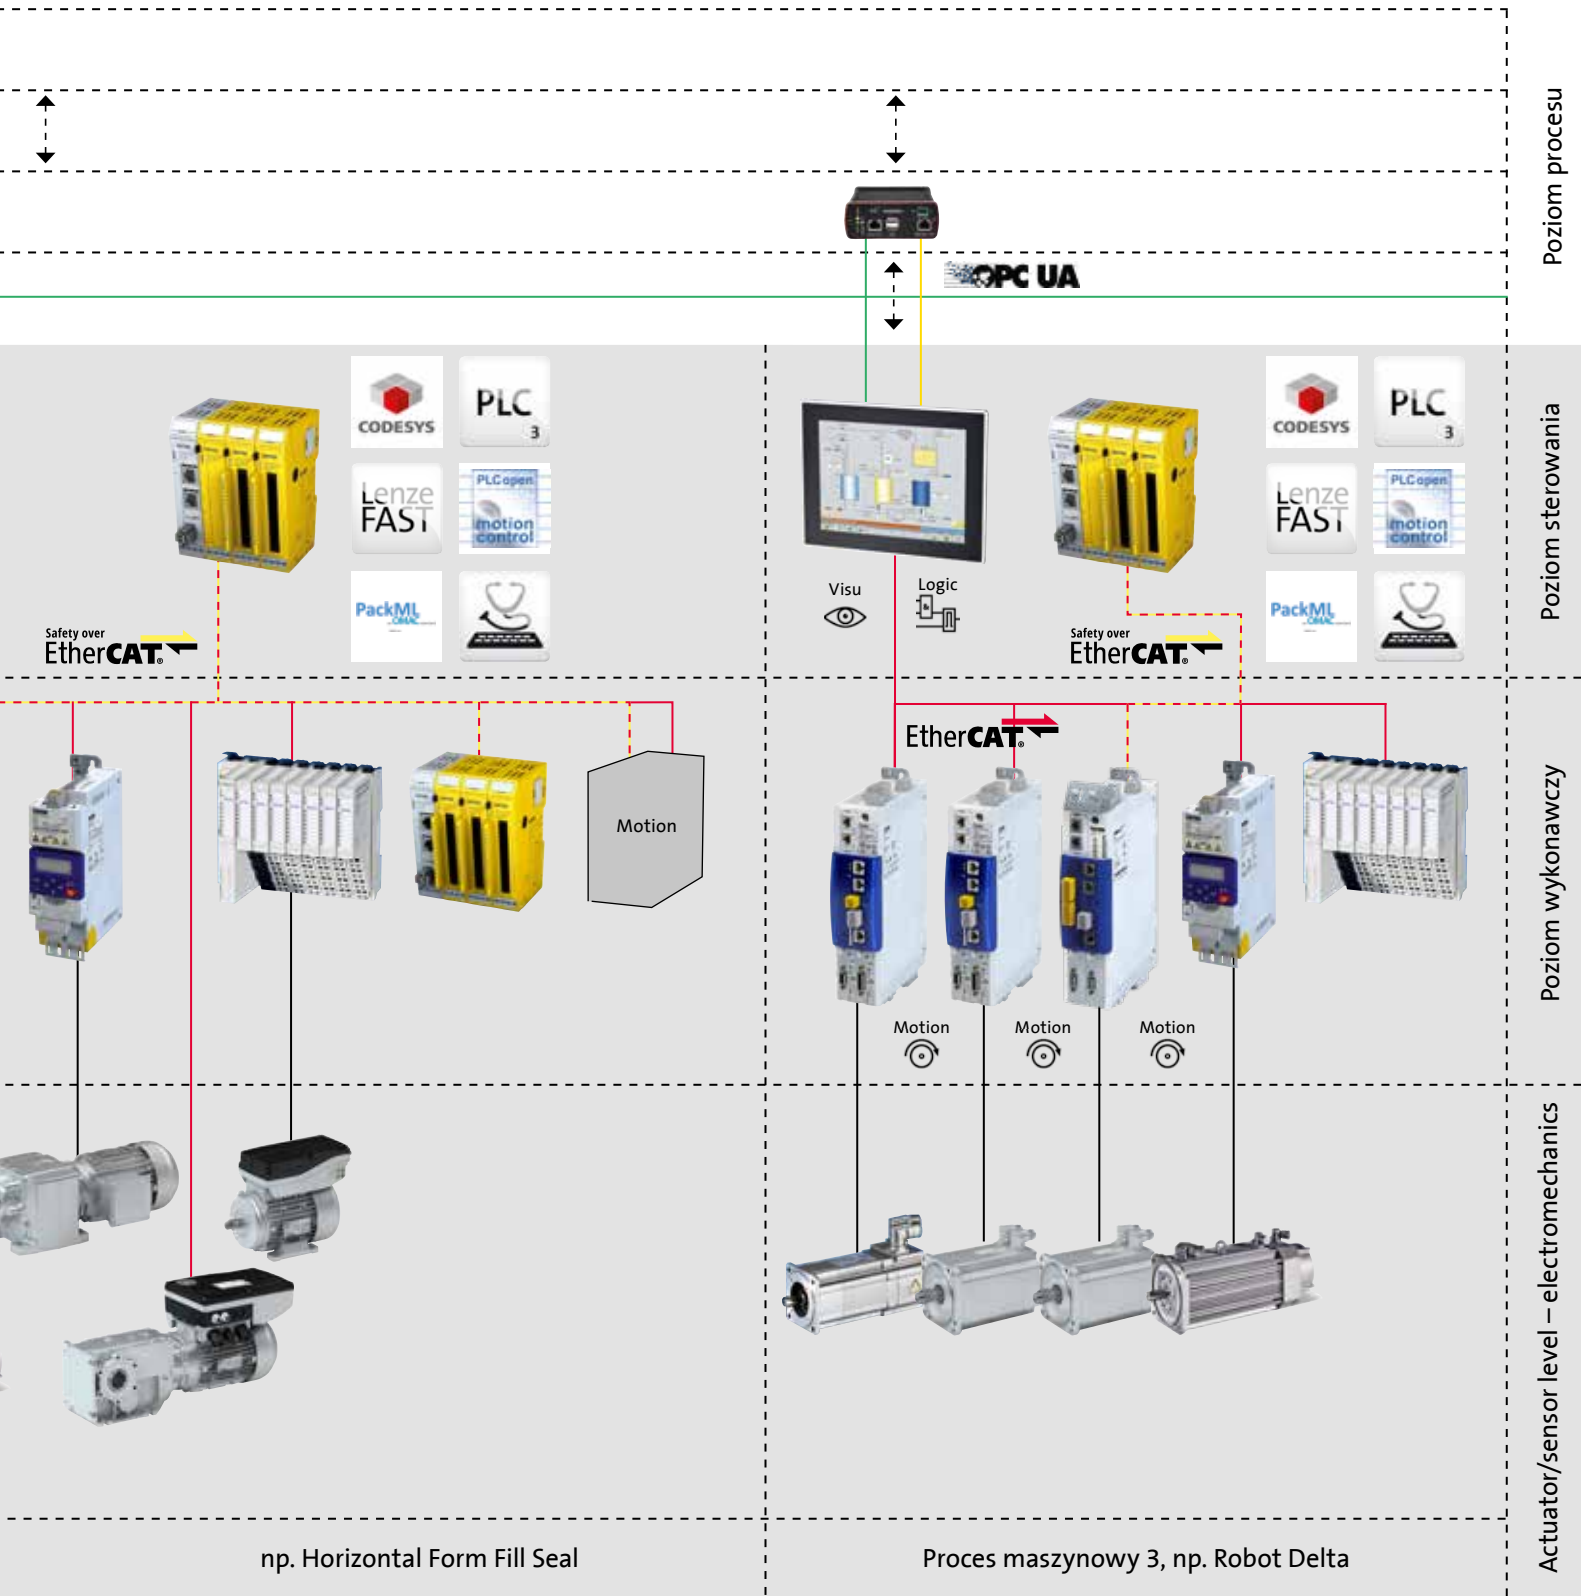 Poziom procesu
OPC UA
CODESYS
PLC
3
Lenze
FAST
PLCopen
motion
control
PackML
OMAC
Safety over
EtherCAT®
Visu
Logic
CODESYS
PLC
3
Lenze
FAST
PLCopen
motion
control
PackML
OMAC
Safety over
EtherCAT®
Poziom sterowania
EtherCAT®
Motion
Motion
Motion
Motion
Poziom wykonawczy
Actuator/sensor level – electromechanics
np. Horizontal Form Fill Seal
Proces maszynowy 3, np. Robot Delta